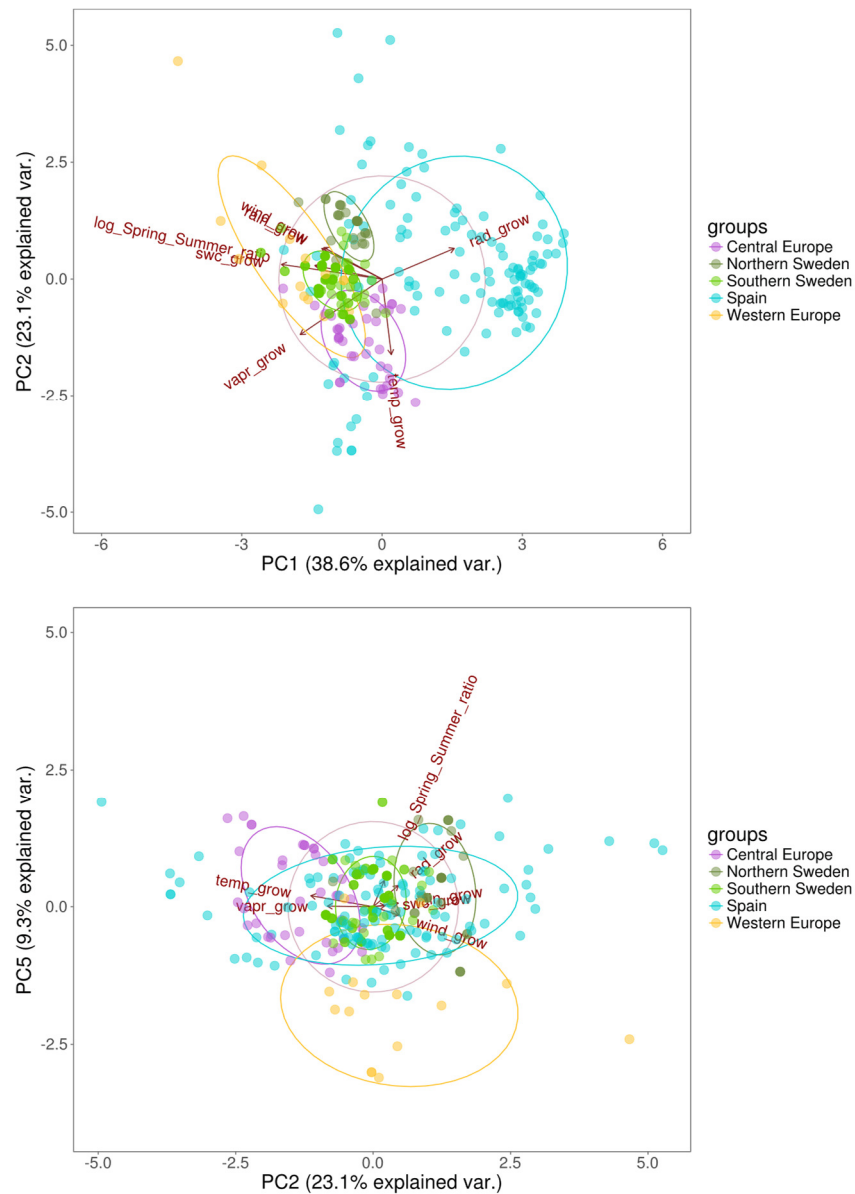 5.0
2.5
0.0
-2.5
-5.0
PC2 (23.1% explained var.)
wind_grow
rain_grow
log_Spring_Summer_ratio
swc_grow
rad_grow
vapr_grow
temp_grow
-6
-3
0
3
6
PC1 (38.6% explained var.)
groups
Central Europe
Northern Sweden
Southern Sweden
Spain
Western Europe
5.0
2.5
0.0
-2.5
PC5 (9.3% explained var.)
log_Spring_Summer_ratio
rad_grow
temp_grow
vapr_grow
swc_grow
wind_grow
-5.0
-2.5
0.0
2.5
5.0
PC2 (23.1% explained var.)
groups
Central Europe
Northern Sweden
Southern Sweden
Spain
Western Europe